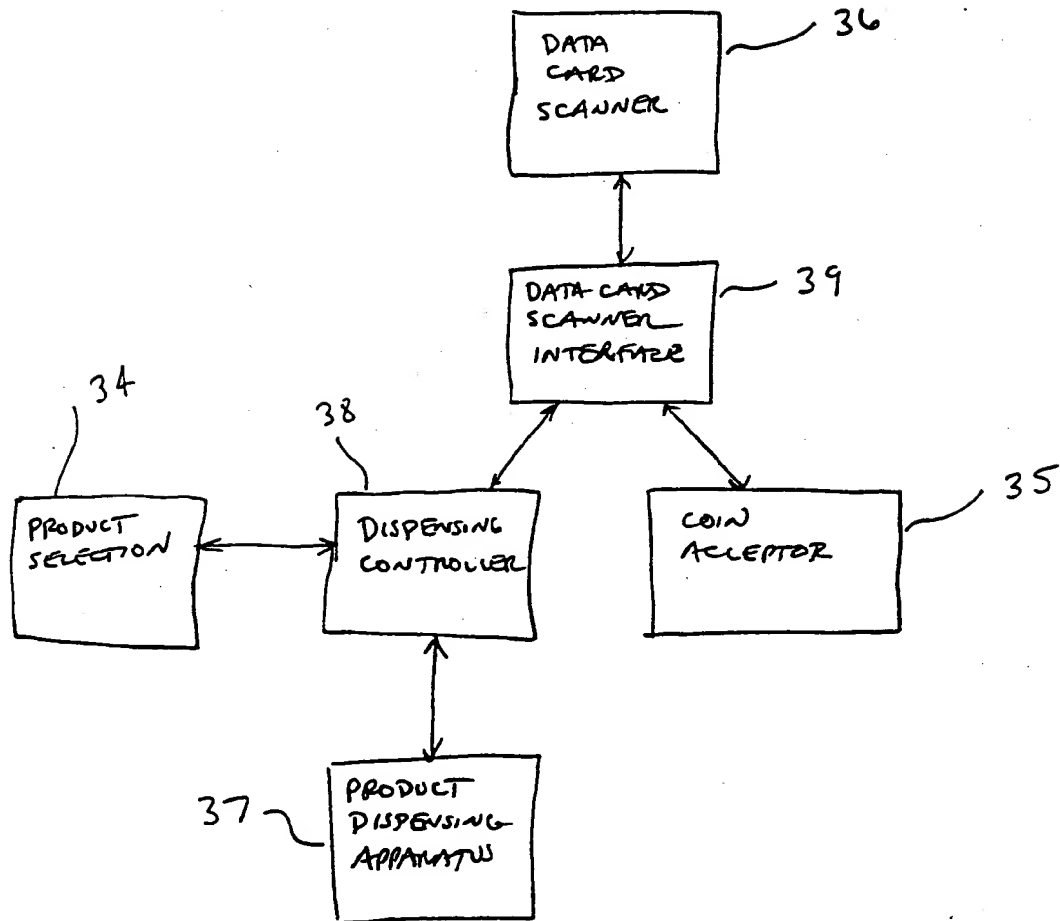 36
DATA
CARD
SCANNER
39
DATA CARD
SCANNER
INTERFACE
34
38
35
PRODUCT
SELECTION
DISPENSING
CONTROLLER
COIN
ACCEPTOR
37
PRODUCT
DISPENSING
APPARATUS